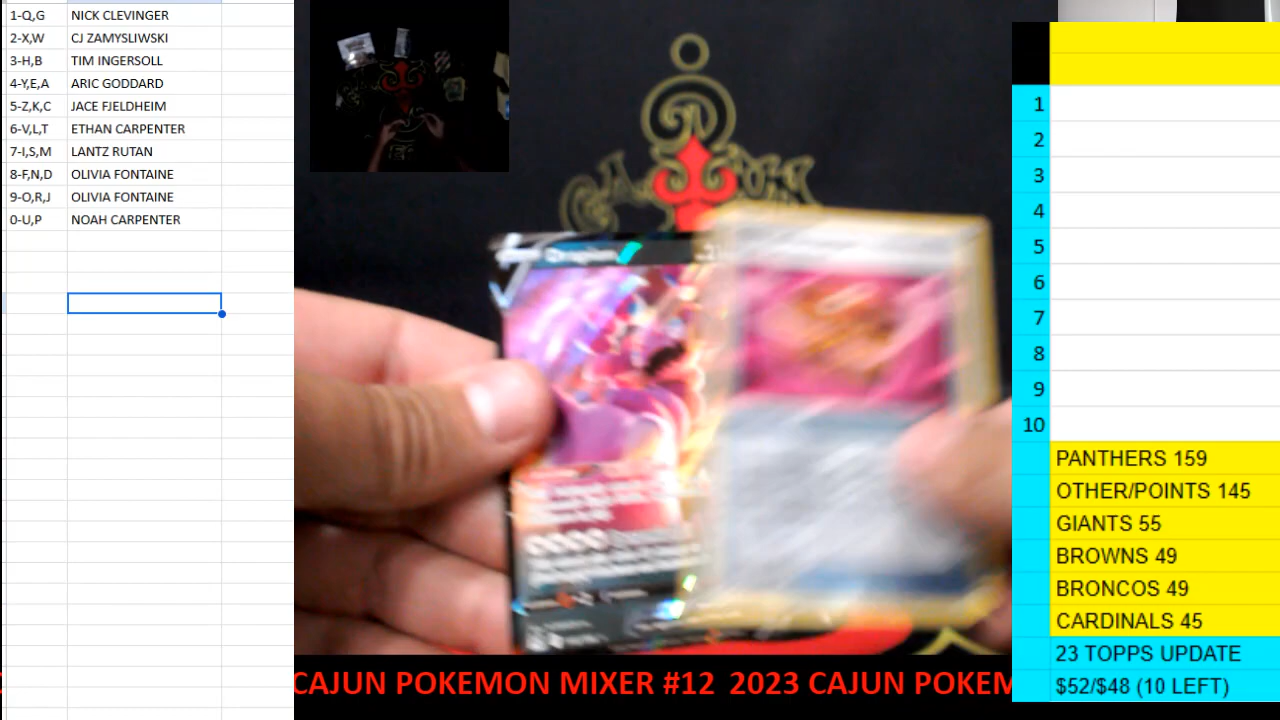 1-Q,G NICK CLEVINGER
2-X,W CJ ZAMYSLIWSKI
3-H,B TIM INGERSOLL
4-Y,E,A ARIC GODDARD
5-Z,K,C JACE FJELDHEIM
6-V,L,T ETHAN CARPENTER
7-I,S,M LANTZ RUTAN
8-F,N,D OLIVIA FONTAINE
9-O,R,J OLIVIA FONTAINE
0-U,P NOAH CARPENTER
1
2
3
4
5
6
7
8
9
10
PANTHERS 159
OTHER/POINTS 145
GIANTS 55
BROWNS 49
BRONCOS 49
CARDINALS 45
23 TOPPS UPDATE
$52/$48 (10 LEFT)
CAJUN POKEMON MIXER #12 2023 CAJUN POKEM